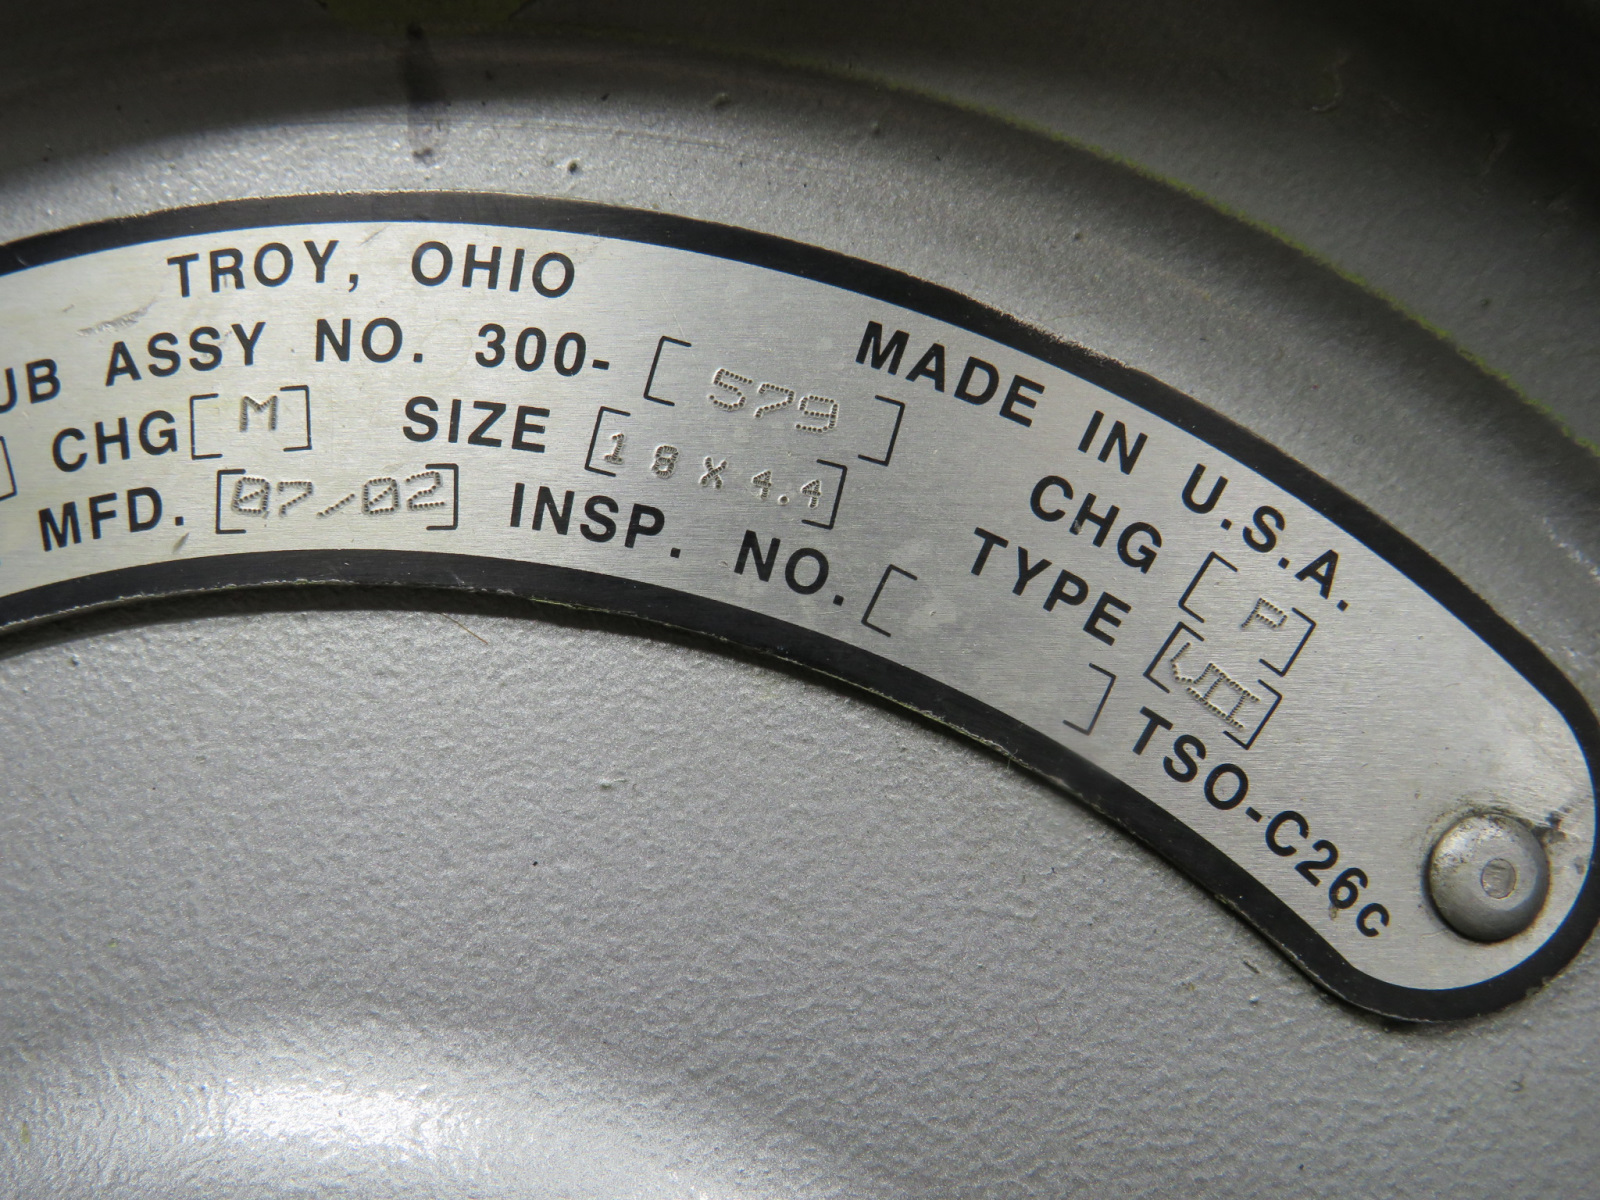 TROY, OHIO MADE IN U.S.A.
UB ASSY NO. 300-[579] CHG [P]
] CHG [M] SIZE [18 X 4.4] TYPE [VII]
MFD. [07/02] INSP. NO. [ ] TSO-C26c